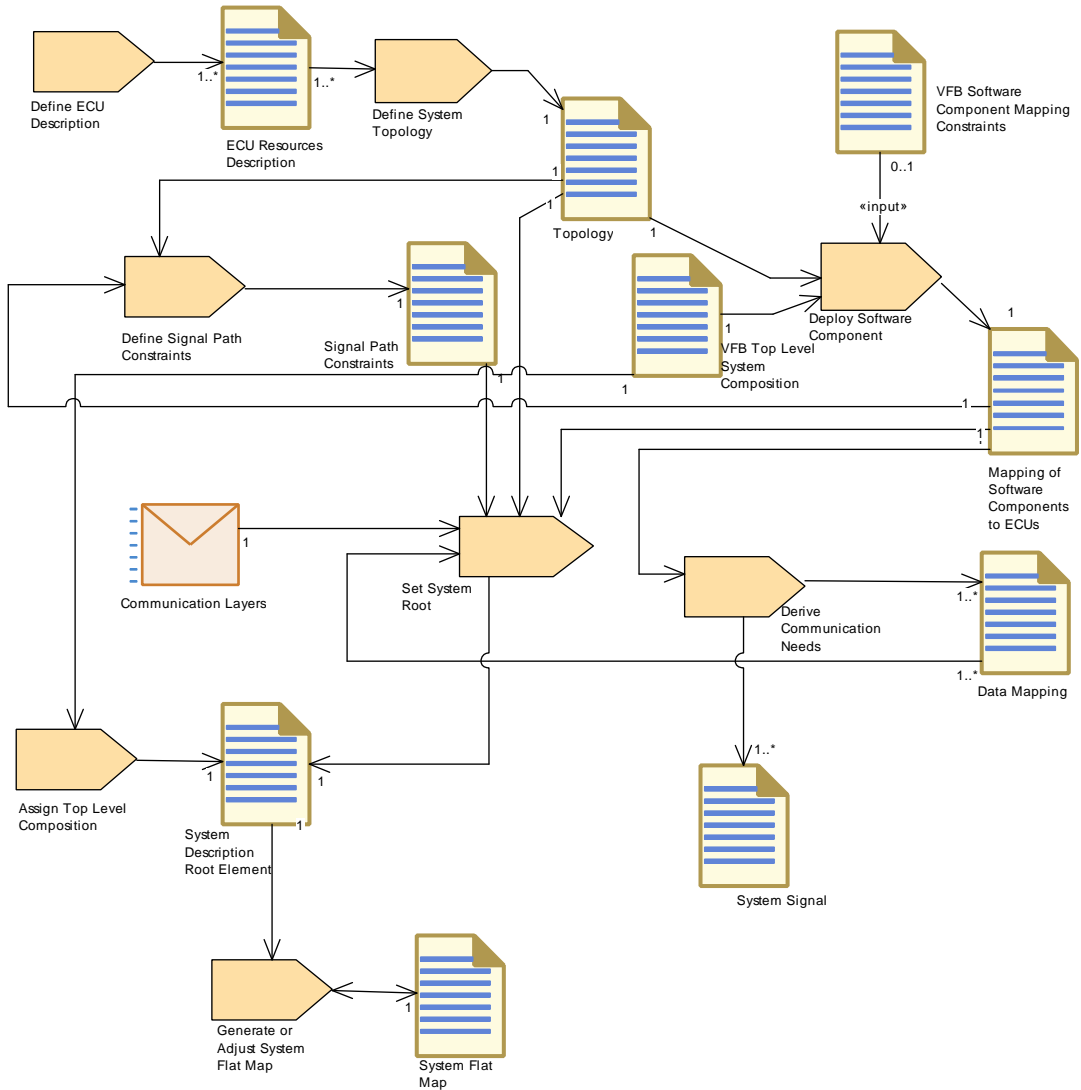 Define ECU
Description
1..*
ECU Resources
Description
1..*
Define System
Topology
1
Topology
VFB Software
Component Mapping
Constraints
0..1
«input»
1
1
1
Deploy Software
Component
1
Define Signal Path
Constraints
1
Signal Path
Constraints
1
VFB Top Level
System
Composition
1
1
1
1
1
Mapping of
Software
Components
to ECUs
Communication Layers
1
Set System
Root
Derive
Communication
Needs
1..*
Data Mapping
1..*
1..*
System Signal
Assign Top Level
Composition
1
1
1
System
Description
Root Element
Generate or
Adjust System
Flat Map
1
System Flat
Map